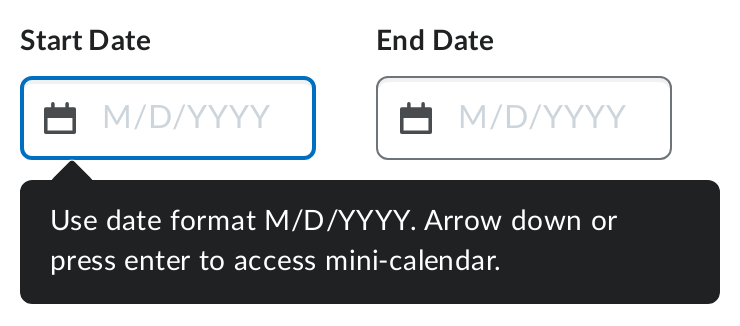 Start Date
End Date
M/D/YYYY
M/D/YYYY
Use date format M/D/YYYY. Arrow down or
press enter to access mini-calendar.